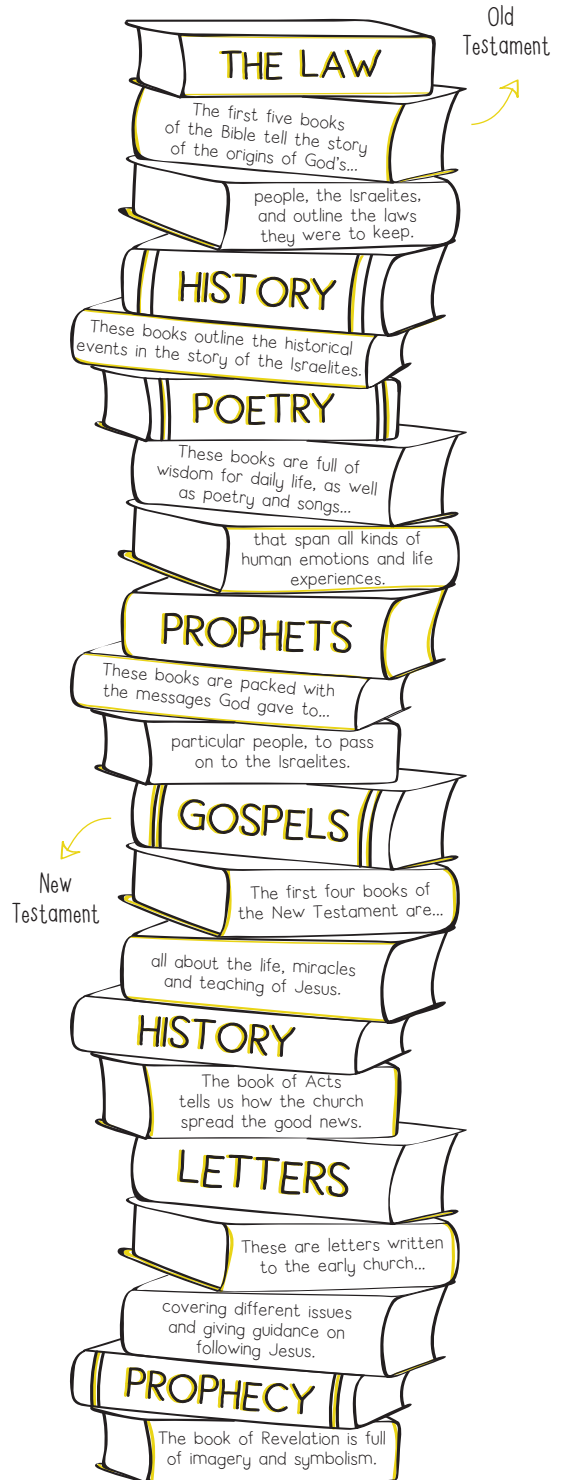 Old
Testament
THE LAW
The first five books
of the Bible tell the story
of the origins of God's...
people, the Israelites,
and outline the laws
they were to keep.
HISTORY
These books outline the historical
events in the story of the Israelites.
POETRY
These books are full of
wisdom for daily life, as well
as poetry and songs...
that span all kinds of
human emotions and life
experiences.
PROPHETS
These books are packed with
the messages God gave to...
particular people, to pass
on to the Israelites.
GOSPELS
New
Testament
The first four books of
the New Testament are...
all about the life, miracles
and teaching of Jesus.
HISTORY
The book of Acts
tells us how the church
spread the good news.
LETTERS
These are letters written
to the early church...
covering different issues
and giving guidance on
following Jesus.
PROPHECY
The book of Revelation is full
of imagery and symbolism.